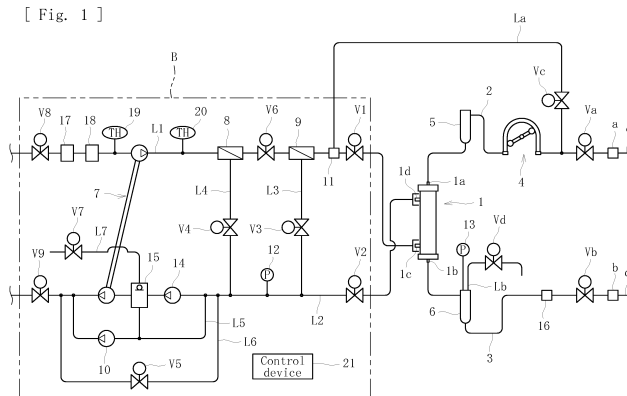 [ Fig. 1 ]
B
La
Vc
2
V8 17 18 19 20 L1 8 V6 9 V1
TH TH
5
Va a
4
11
1a
1d
1
7
L4 L3
V4 V3
V7
L7
13
Vd
P
1c 1b
V9
15 14 12
P
V2
Vb b
L2
Lb
6
16
3
L5
L6
10
V5
Control
device
21